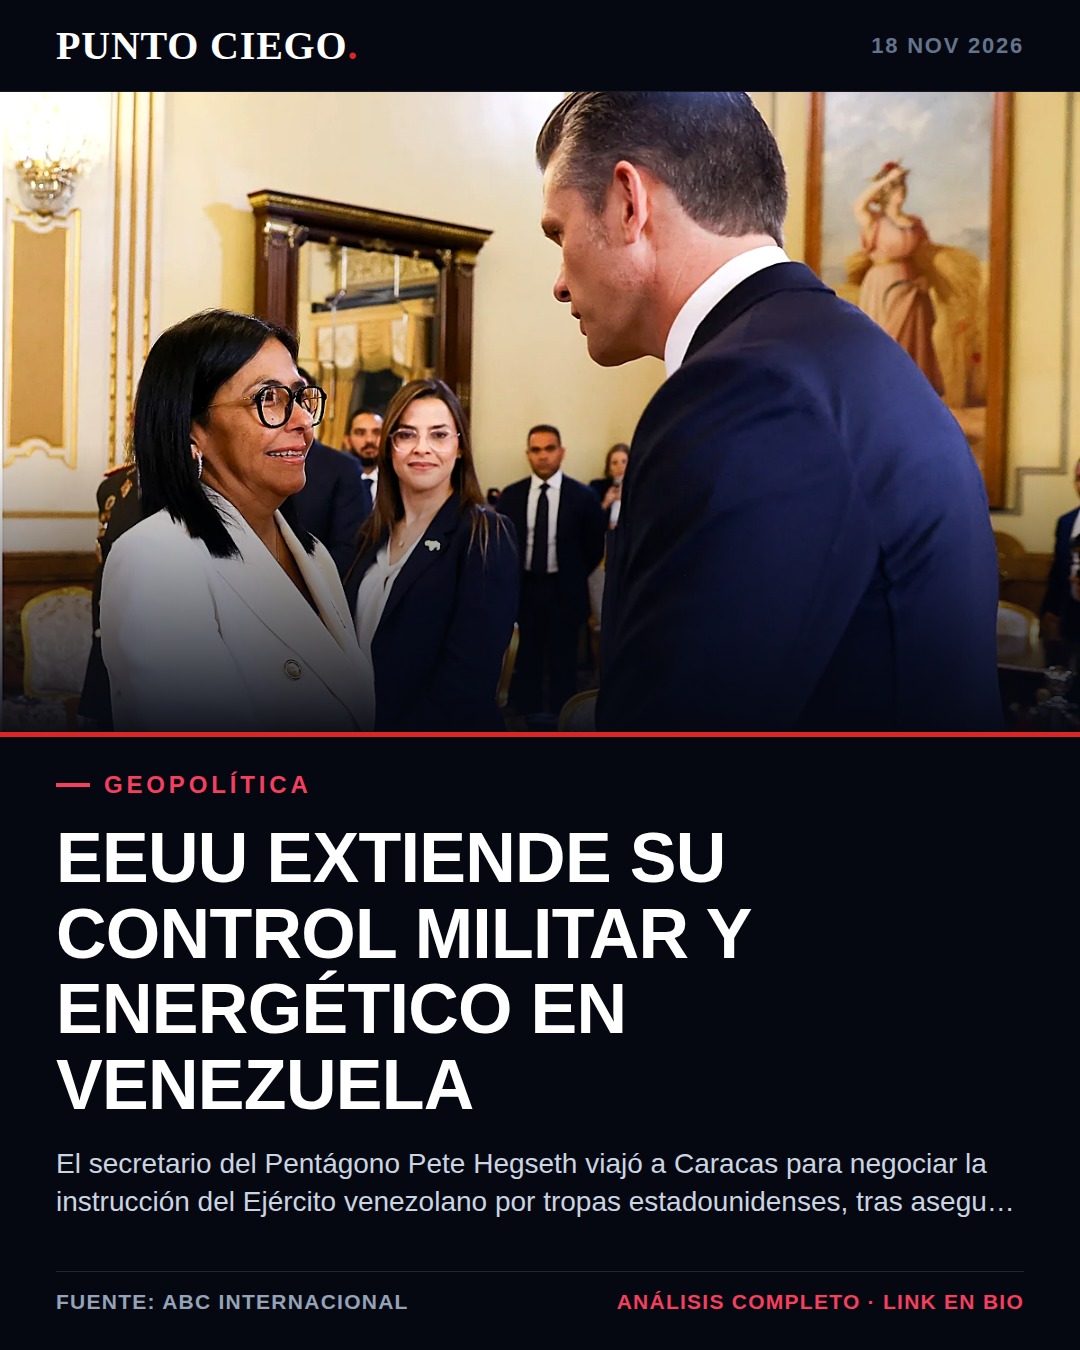 PUNTO CIEGO.
18 NOV 2026
GEOPOLÍTICA
EEUU EXTIENDE SU
CONTROL MILITAR Y
ENERGÉTICO EN
VENEZUELA
El secretario del Pentágono Pete Hegseth viajó a Caracas para negociar la
instrucción del Ejército venezolano por tropas estadounidenses, tras asegu…
FUENTE: ABC INTERNACIONAL
ANÁLISIS COMPLETO · LINK EN BIO